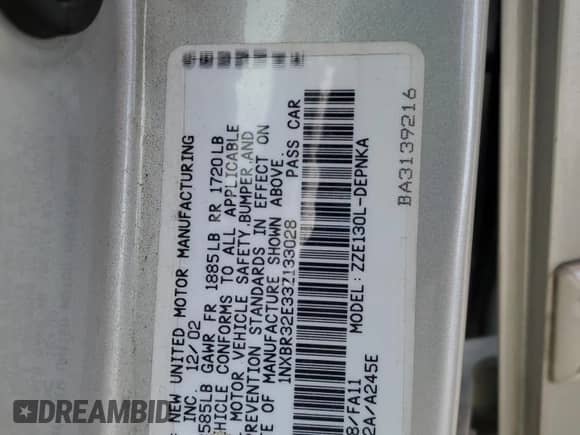 NEW UNITED MOTOR MANUFACTURING
INC 12/02
585LB GAWR FR 1885LB RR 1720LB
HICLE CONFORMS TO ALL APPLICABLE
MOTOR VEHICLE SAFETY, BUMPER, AND
PREVENTION STANDARDS IN EFFECT ON
TE OF MANUFACTURE SHOWN ABOVE.
1NXBR32E33Z133028 PASS CAR
MODEL: ZZE130L-DEPNKA
8/FA11
2A/A245E
BA3139216
DREAMBID